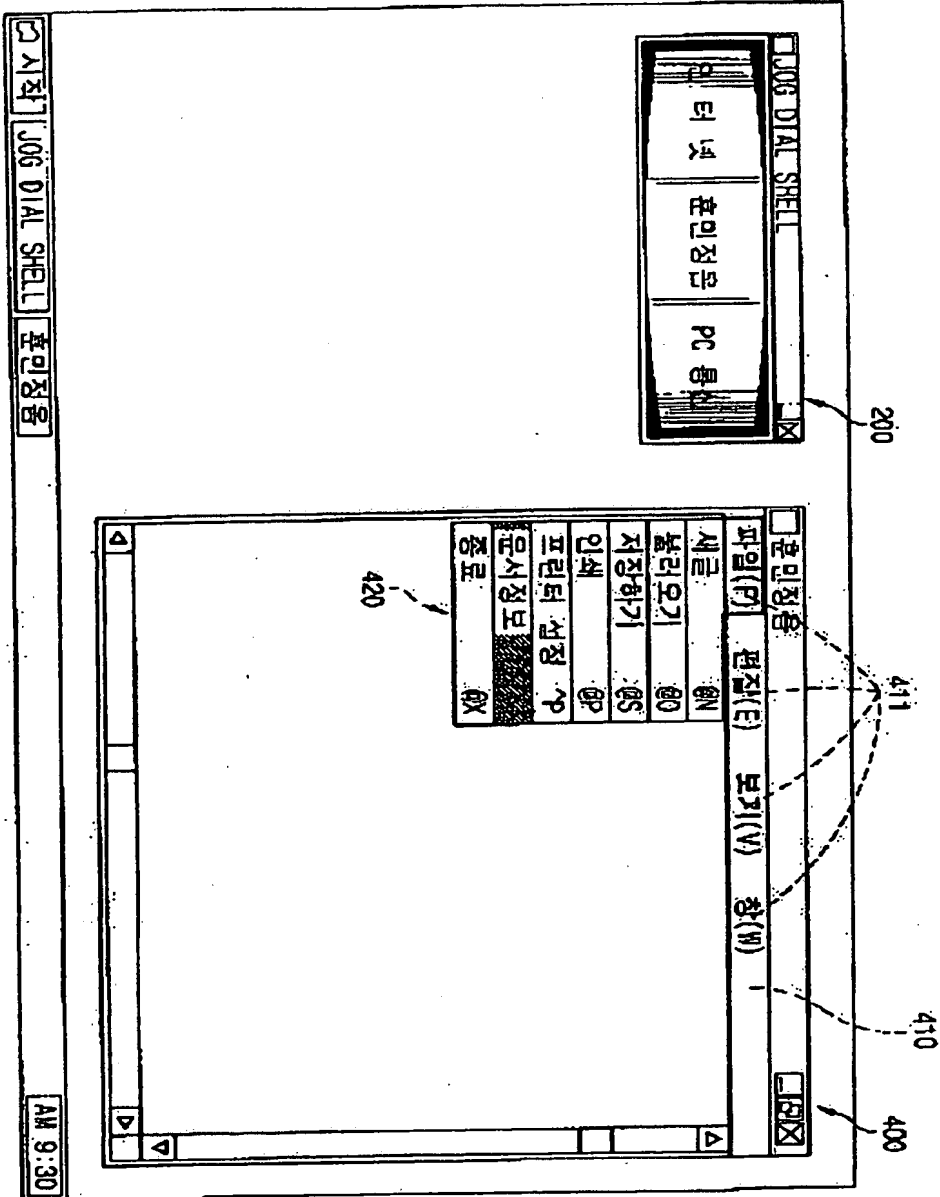 200
JOG DIAL SHELL
인터넷 훈민정음 PC 통신
411
410
400
훈민정음
파일(F) 편집(E) 보기(V) 창(W)
새글 @N
불러오기 @O
저장하기 @S
인쇄 @P
프린터 설정 ^P
문서정보
종료 @X
420
시작 JOG DIAL SHELL 훈민정음 AM 9:30